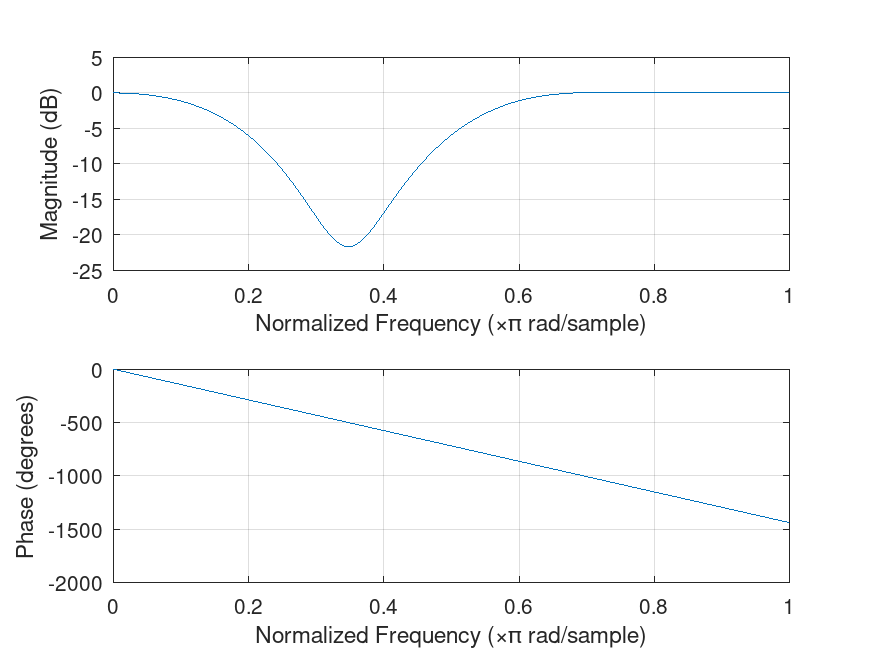 Magnitude (dB)
5
0
-5
-10
-15
-20
-25
0 0.2 0.4 0.6 0.8 1
Normalized Frequency (×π rad/sample)
Phase (degrees)
0
-500
-1000
-1500
-2000
0 0.2 0.4 0.6 0.8 1
Normalized Frequency (×π rad/sample)